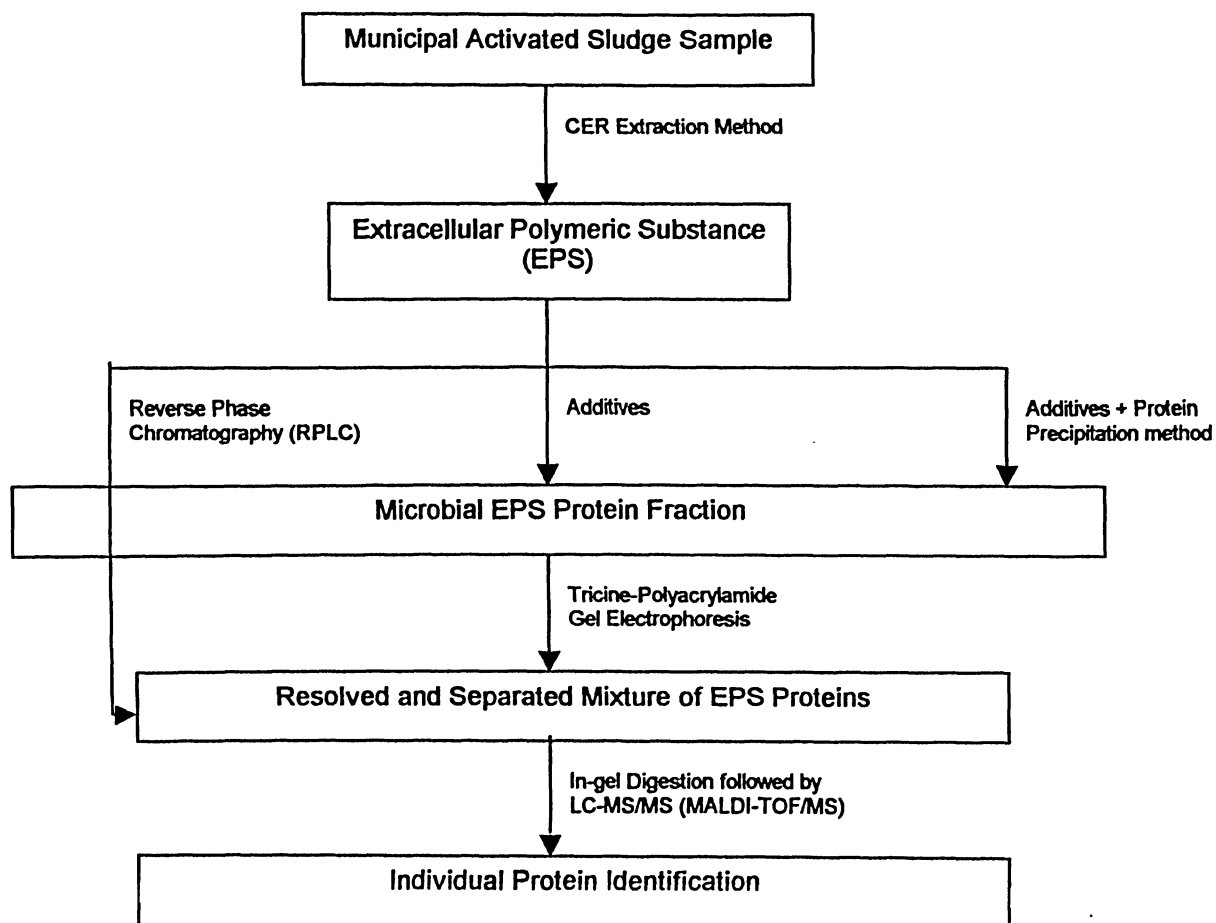 Municipal Activated Sludge Sample
CER Extraction Method
Extracellular Polymeric Substance
(EPS)
Reverse Phase
Chromatography (RPLC)
Additives
Additives + Protein
Precipitation method
Microbial EPS Protein Fraction
Tricine-Polyacrylamide
Gel Electrophoresis
Resolved and Separated Mixture of EPS Proteins
In-gel Digestion followed by
LC-MS/MS (MALDI-TOF/MS)
Individual Protein Identification